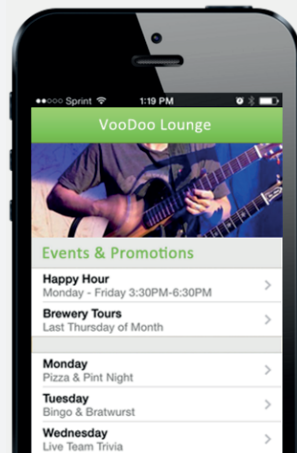 Sprint 1:19 PM
VooDoo Lounge
Events & Promotions
Happy Hour
Monday - Friday 3:30PM-6:30PM
Brewery Tours
Last Thursday of Month
Monday
Pizza & Pint Night
Tuesday
Bingo & Bratwurst
Wednesday
Live Team Trivia